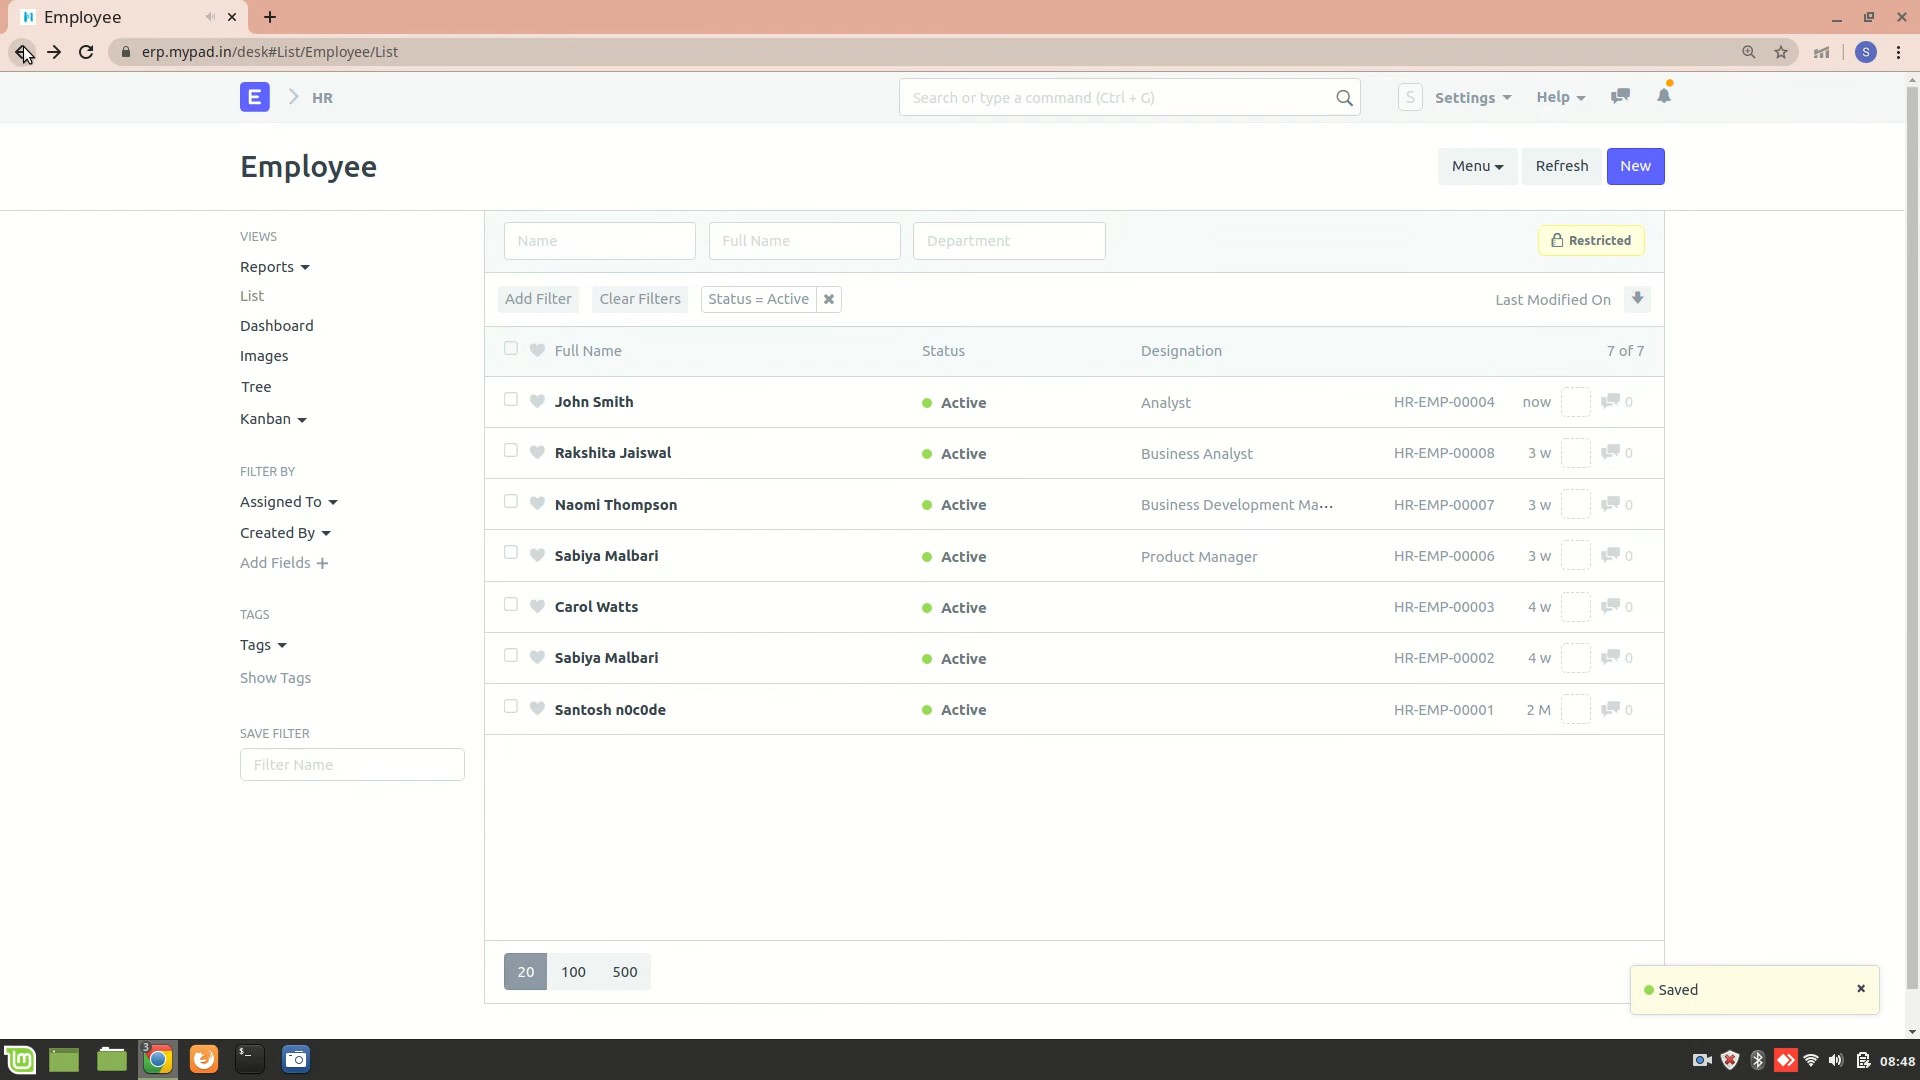 Employee
erp.mypad.in/desk#List/Employee/List
S
E
HR
Search or type a command (Ctrl + G)
S
Settings
Help
Employee
Menu
Refresh
New
VIEWS
Reports
List
Dashboard
Images
Tree
Kanban
FILTER BY
Assigned To
Created By
Add Fields
TAGS
Tags
Show Tags
SAVE FILTER
Filter Name
Name
Full Name
Department
Restricted
Add Filter
Clear Filters
Status = Active
Last Modified On
Full Name Status Designation 7 of 7
John Smith Active Analyst HR-EMP-00004 now 0
Rakshita Jaiswal Active Business Analyst HR-EMP-00008 3 w 0
Naomi Thompson Active Business Development Ma... HR-EMP-00007 3 w 0
Sabiya Malbari Active Product Manager HR-EMP-00006 3 w 0
Carol Watts Active HR-EMP-00003 4 w 0
Sabiya Malbari Active HR-EMP-00002 4 w 0
Santosh n0c0de Active HR-EMP-00001 2 M 0
20 100 500
Saved
3
08:48